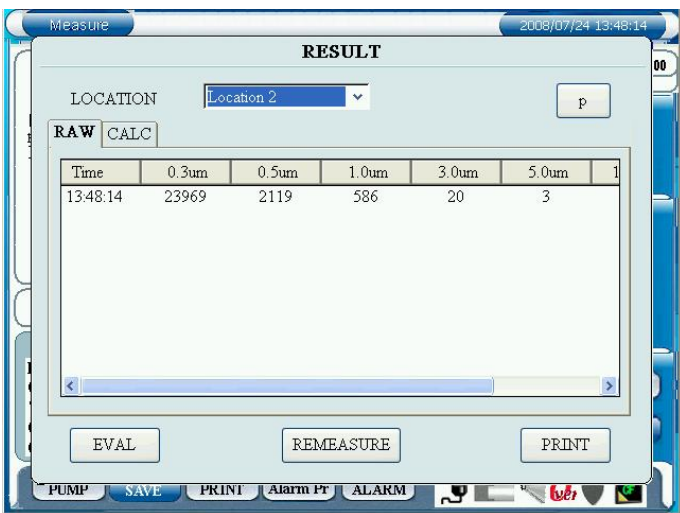 Measure 2008/07/24 13:48:14
RESULT
00
LOCATION Location 2 p
RAW CALC
Time 0.3um 0.5um 1.0um 3.0um 5.0um 1
13:48:14 23969 2119 586 20 3
EVAL REMEASURE PRINT
PUMP SAVE PRINT Alarm Pr ALARM